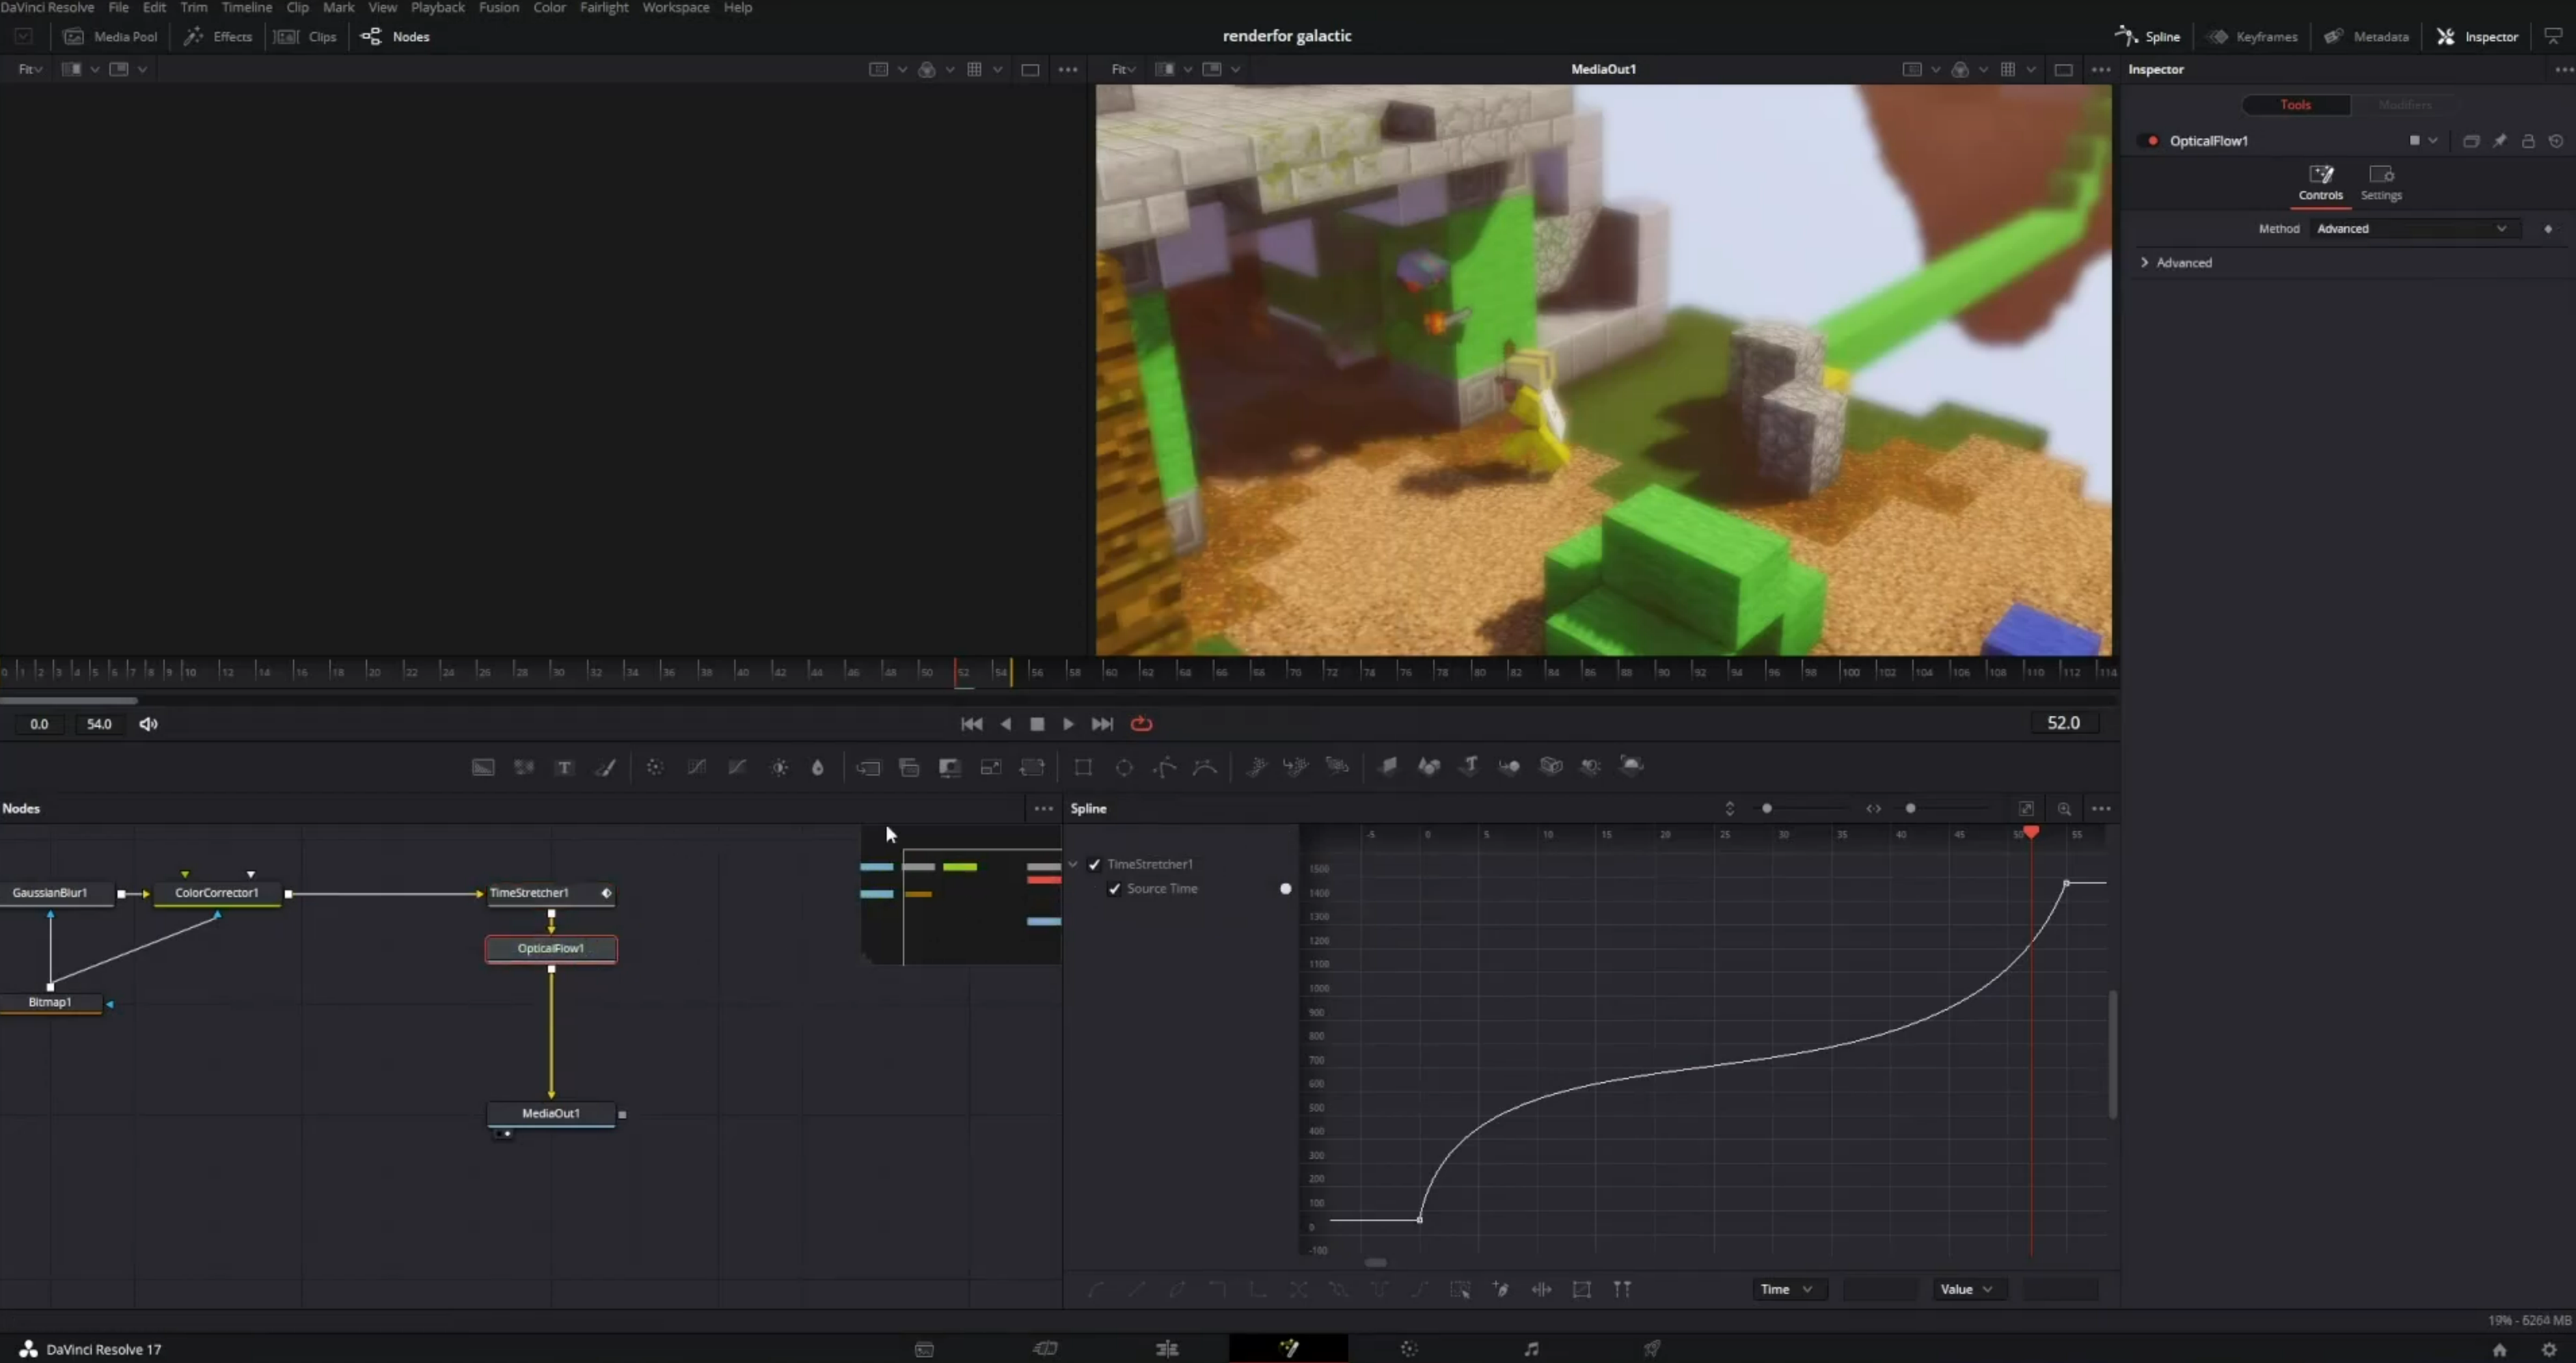 DaVinci Resolve File Edit Trim Timeline Clip Mark View Playback Fusion Color Fairlight Workspace Help
Media Pool Effects Clips Nodes renderfor galactic Spline Keyframes Metadata Inspector
Fit Fit MediaOut1 Inspector
Tools Modifiers
OpticalFlow1
Controls Settings
Method Advanced
Advanced
0 1 2 3 4 5 6 7 8 9 10 12 14 16 18 20 22 24 26 28 30 32 34 36 38 40 42 44 46 48 50 52 54 56 58 60 62 64 66 68 70 72 74 76 78 80 82 84 86 88 90 92 94 96 98 100 102 104 106 108 110 112 114
0.0 54.0 52.0
T
Nodes
GaussianBlur1 ColorCorrector1 TimeStretcher1
OpticalFlow1
Bitmap1
MediaOut1
Spline
-5 0 5 10 15 20 25 30 35 40 45 50 55
TimeStretcher1
Source Time
1500
1400
1300
1200
1100
1000
900
800
700
600
500
400
300
200
100
0
-100
Time Value
19% - 6264 MB
DaVinci Resolve 17